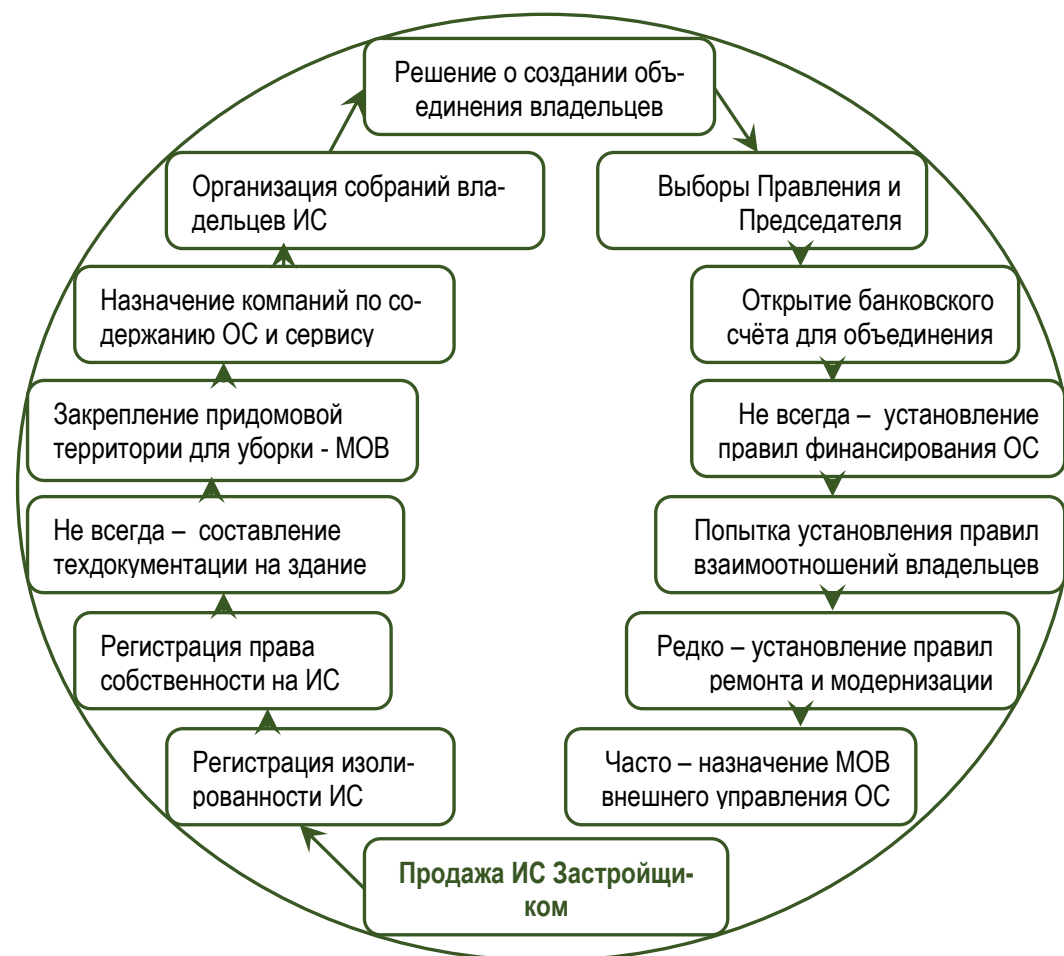 Решение о создании объ-
единения владельцев
Организация собраний вла-
дельцев ИС
Выборы Правления и
Председателя
Назначение компаний по со-
держанию ОС и сервису
Открытие банковского
счёта для объединения
Закрепление придомовой
территории для уборки - МОВ
Не всегда – установление
правил финансирования ОС
Не всегда – составление
техдокументации на здание
Попытка установления правил
взаимоотношений владельцев
Регистрация права
собственности на ИС
Редко – установление правил
ремонта и модернизации
Регистрация изоли-
рованности ИС
Часто – назначение МОВ
внешнего управления ОС
Продажа ИС Застройщи-
ком